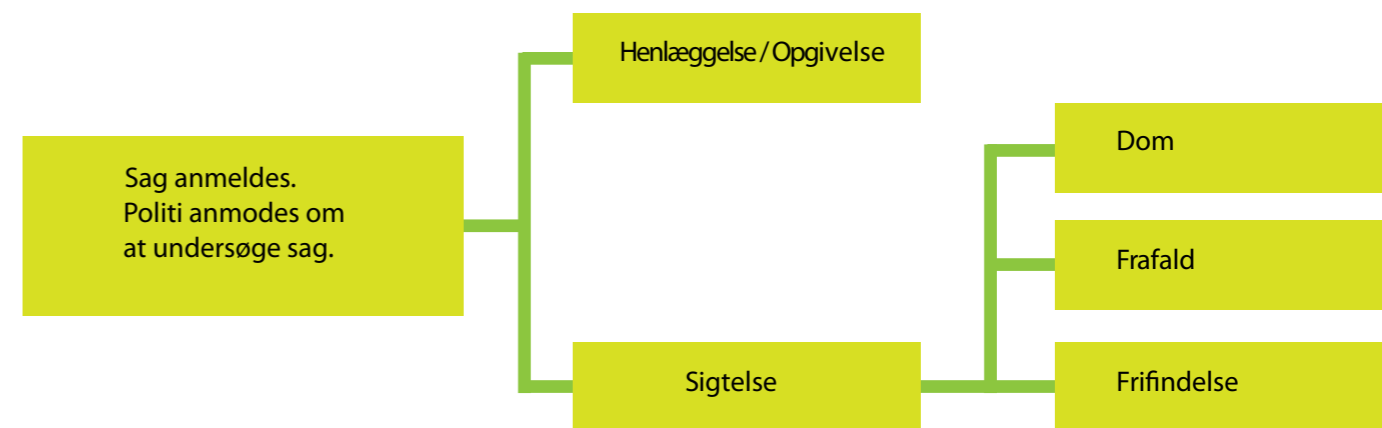 Sag anmeldes.
Politi anmodes om
at undersøge sag.
Henlæggelse / Opgivelse
Sigtelse
Dom
Frafald
Frifindelse